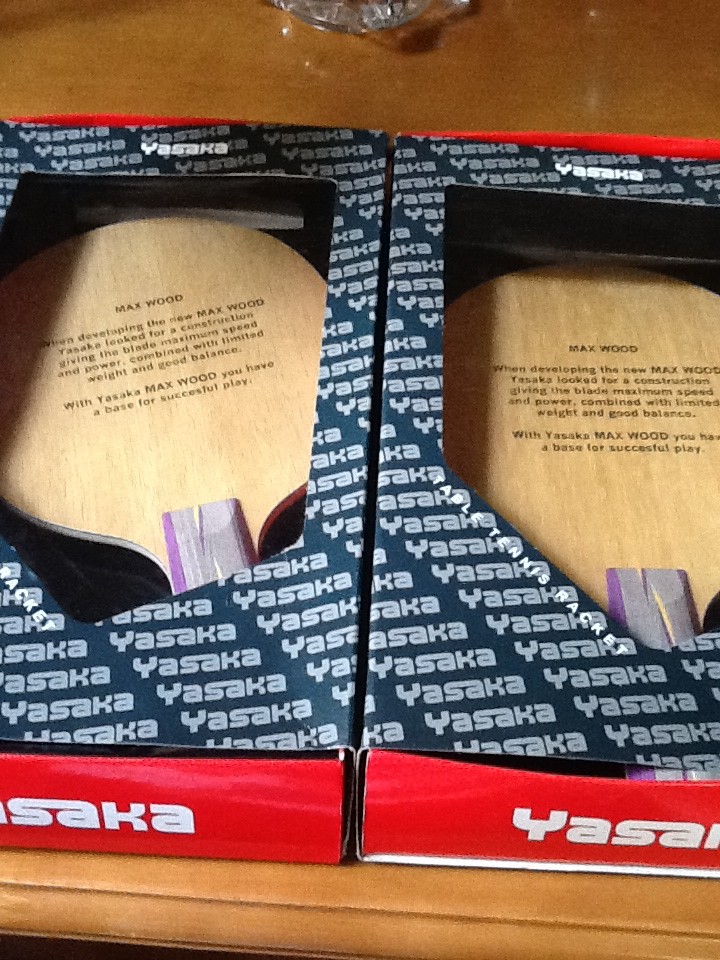 Yasaka
MAX WOOD
When developing the new MAX WOOD
Yasaka looked for a construction
giving the blade maximum speed
and power, combined with limited
weight and good balance.
With Yasaka MAX WOOD you have
a base for succesful play.
RACKET
Yasaka
Yasaka
MAX WOOD
When developing the new MAX WOOD
Yasaka looked for a construction
giving the blade maximum speed
and power, combined with limited
weight and good balance.
With Yasaka MAX WOOD you hav
a base for succesful play.
TABLE TENNIS RACKET
Yasaka